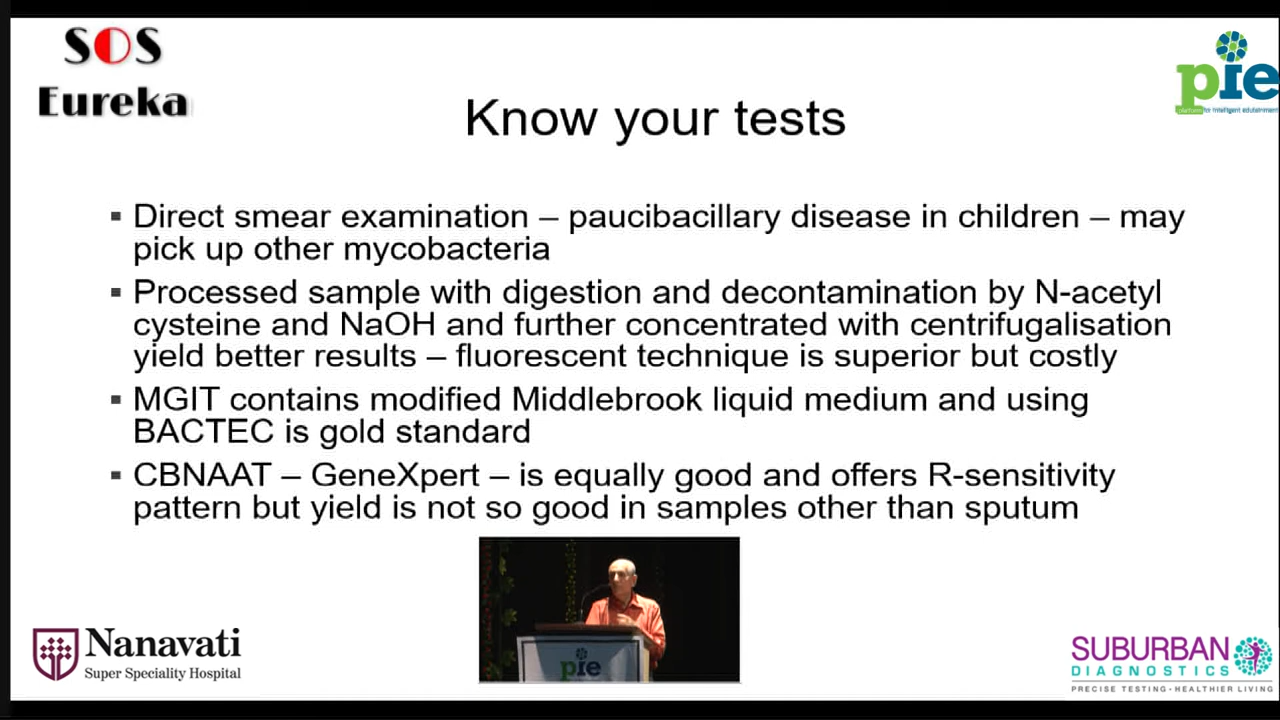 SOS
Eureka
pie
platform for intelligent edutainment
Know your tests
▪ Direct smear examination – paucibacillary disease in children – may
pick up other mycobacteria
▪ Processed sample with digestion and decontamination by N-acetyl
cysteine and NaOH and further concentrated with centrifugalisation
yield better results – fluorescent technique is superior but costly
▪ MGIT contains modified Middlebrook liquid medium and using
BACTEC is gold standard
▪ CBNAAT – GeneXpert – is equally good and offers R-sensitivity
pattern but yield is not so good in samples other than sputum
pie
Nanavati
Super Speciality Hospital
SUBURBAN
DIAGNOSTICS
PRECISE TESTING • HEALTHIER LIVING